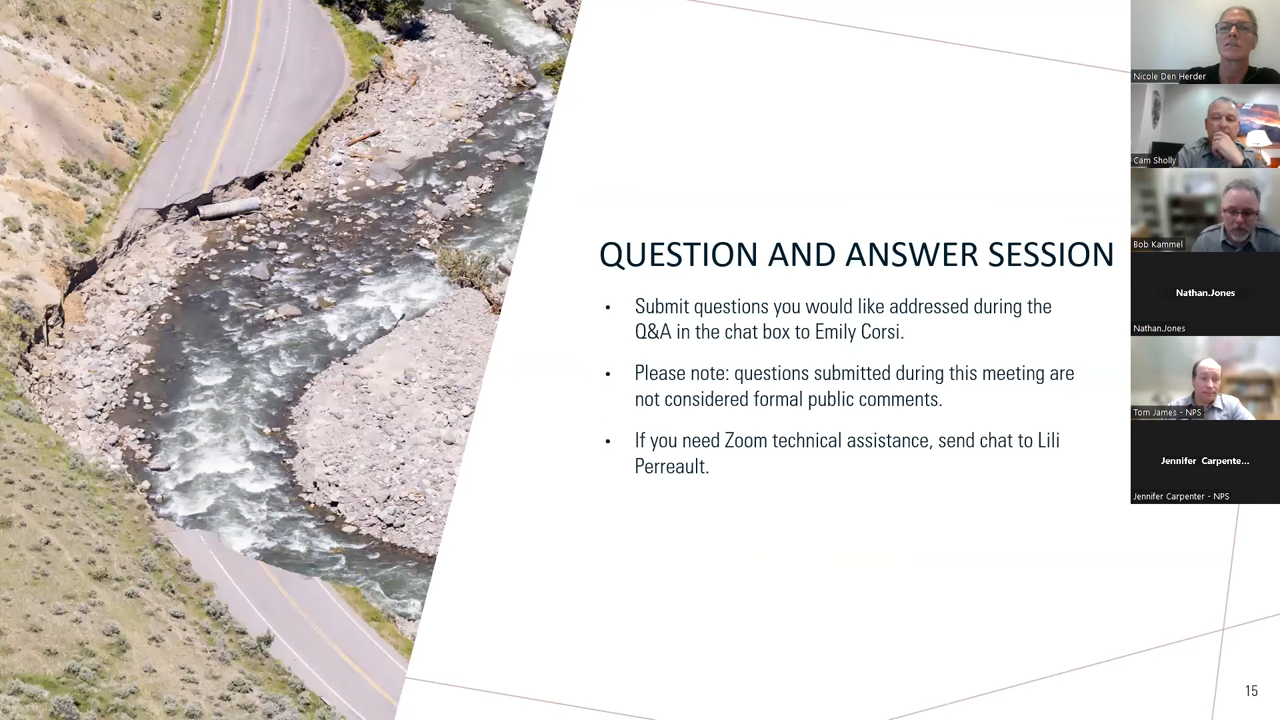 QUESTION AND ANSWER SESSION
• Submit questions you would like addressed during the
Q&A in the chat box to Emily Corsi.
• Please note: questions submitted during this meeting are
not considered formal public comments.
• If you need Zoom technical assistance, send chat to Lili
Perreault.
15
Nicole Den Herder
Cam Sholly
Bob Kammel
Nathan.Jones
Nathan.Jones
Tom James - NPS
Jennifer Carpente...
Jennifer Carpenter - NPS